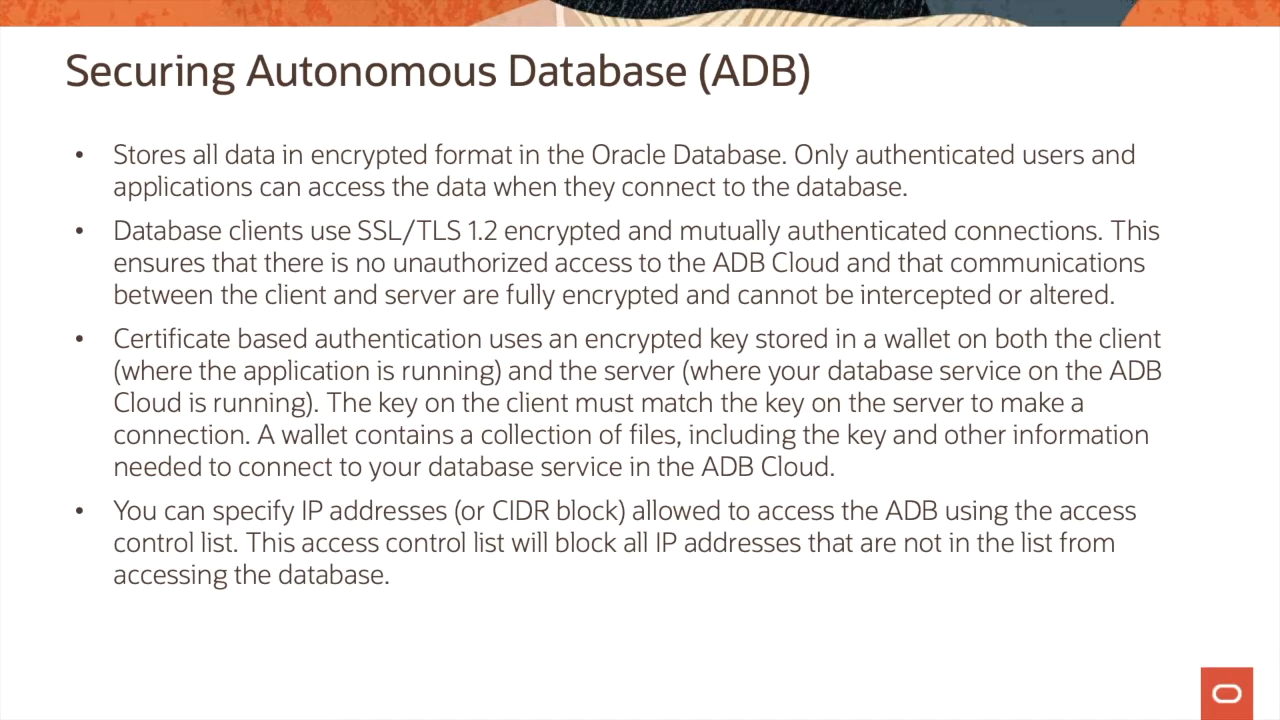 Securing Autonomous Database (ADB)
• Stores all data in encrypted format in the Oracle Database. Only authenticated users and
applications can access the data when they connect to the database.
• Database clients use SSL/TLS 1.2 encrypted and mutually authenticated connections. This
ensures that there is no unauthorized access to the ADB Cloud and that communications
between the client and server are fully encrypted and cannot be intercepted or altered.
• Certificate based authentication uses an encrypted key stored in a wallet on both the client
(where the application is running) and the server (where your database service on the ADB
Cloud is running). The key on the client must match the key on the server to make a
connection. A wallet contains a collection of files, including the key and other information
needed to connect to your database service in the ADB Cloud.
• You can specify IP addresses (or CIDR block) allowed to access the ADB using the access
control list. This access control list will block all IP addresses that are not in the list from
accessing the database.